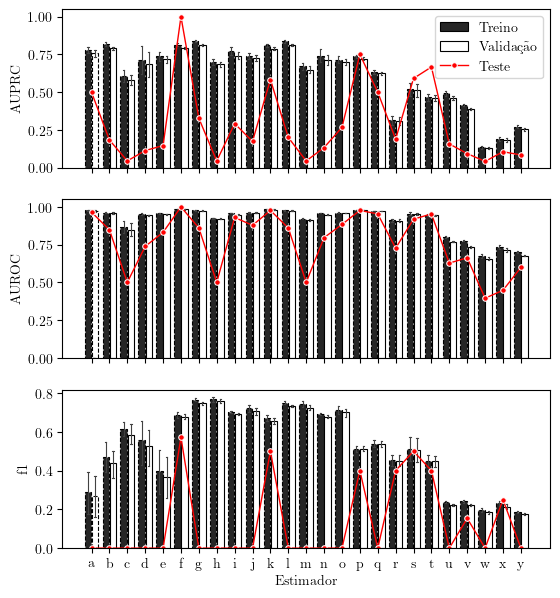 1.00
0.75
0.50
0.25
0.00
AUPRC
Treino
Validação
Teste
1.00
0.75
0.50
0.25
0.00
AUROC
0.8
0.6
0.4
0.2
0.0
f1
a b c d e f g h i j k l m n o p q r s t u v w x y
Estimador